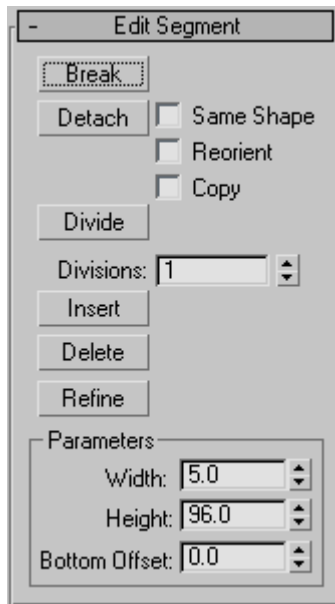 - Edit Segment
Break
Detach Same Shape
Reorient
Copy
Divide
Divisions: 1
Insert
Delete
Refine
Parameters
Width: 5.0
Height: 96.0
Bottom Offset: 0.0